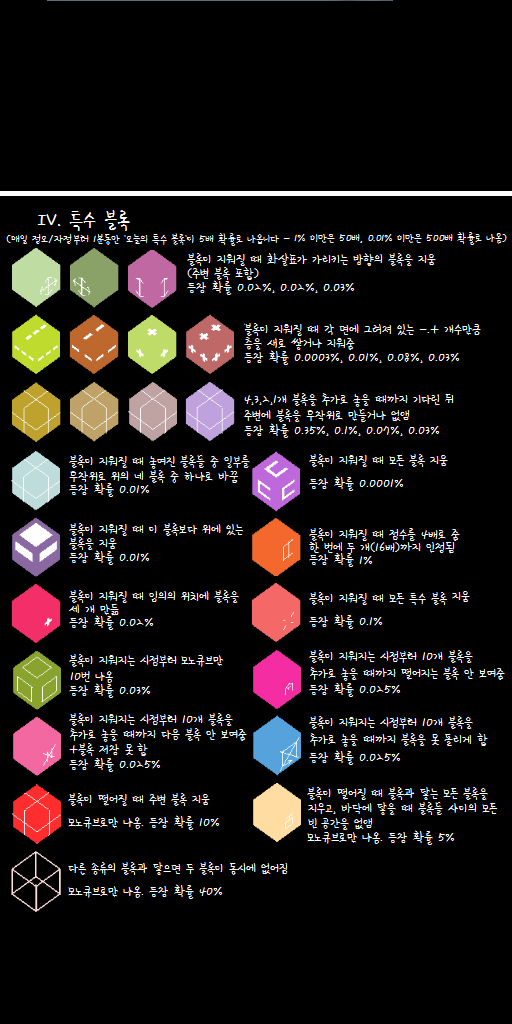 IV. 특수 블록
(매일 정오/자정부터 1분동안 '오늘의 특수 블록'이 5배 확률로 나옵니다 - 1% 미만은 50배, 0.01% 미만은 500배 확률로 나옴)
블록이 지워질 때 화살표가 가리키는 방향의 블록을 지움
(주변 블록 포함)
등장 확률 0.02%, 0.02%, 0.03%
블록이 지워질 때 각 면에 그려져 있는 -,+ 개수만큼
층을 새로 쌓거나 지워줌
등장 확률 0.0003%, 0.01%, 0.08%, 0.03%
4,3,2,1개 블록을 추가로 놓을 때까지 기다린 뒤
주변에 블록을 무작위로 만들거나 없앰
등장 확률 0.35%, 0.1%, 0.07%, 0.03%
블록이 지워질 때 놓여진 블록들 중 일부를
무작위로 위의 네 블록 중 하나로 바꿈
등장 확률 0.01%
블록이 지워질 때 모든 블록 지움
등장 확률 0.0001%
블록이 지워질 때 이 블록보다 위에 있는
블록을 지움
등장 확률 0.01%
블록이 지워질 때 점수를 4배로 줌
한 번에 두 개(16배)까지 인정됨
등장 확률 1%
블록이 지워질 때 임의의 위치에 블록을
세 개 만듦
등장 확률 0.02%
블록이 지워질 때 모든 특수 블록 지움
등장 확률 0.1%
블록이 지워지는 시점부터 모노큐브만
10번 나옴
등장 확률 0.03%
블록이 지워지는 시점부터 10개 블록을
추가로 놓을 때까지 떨어지는 블록 안 보여줌
등장 확률 0.025%
블록이 지워지는 시점부터 10개 블록을
추가로 놓을 때까지 다음 블록 안 보여줌
+블록 저장 못 함
등장 확률 0.025%
블록이 지워지는 시점부터 10개 블록을
추가로 놓을 때까지 블록을 못 돌리게 함
등장 확률 0.025%
블록이 떨어질 때 주변 블록 지움
모노큐브로만 나옴. 등장 확률 10%
블록이 떨어질 때 블록과 닿는 모든 블록을
지우고, 바닥에 닿을 때 블록들 사이의 모든
빈 공간을 없앰
모노큐브로만 나옴. 등장 확률 5%
다른 종류의 블록과 닿으면 두 블록이 동시에 없어짐
모노큐브로만 나옴. 등장 확률 40%